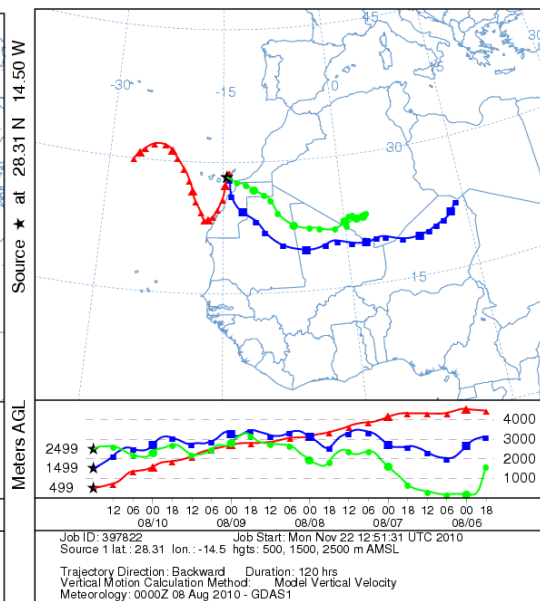 Source ★ at 28.31 N 14.50 W
45
30
-30
-15
0
15
30
15
Meters AGL
4000
3000
2000
1000
2499
1499
499
12 06 00 18 12 06 00 18 12 06 00 18 12 06 00 18 12 06 00 18
08/10 08/09 08/08 08/07 08/06
Job ID: 397822 Job Start: Mon Nov 22 12:51:31 UTC 2010
Source 1 lat.: 28.31 lon.: -14.5 hgts: 500, 1500, 2500 m AMSL
Trajectory Direction: Backward Duration: 120 hrs
Vertical Motion Calculation Method: Model Vertical Velocity
Meteorology: 0000Z 08 Aug 2010 - GDAS1